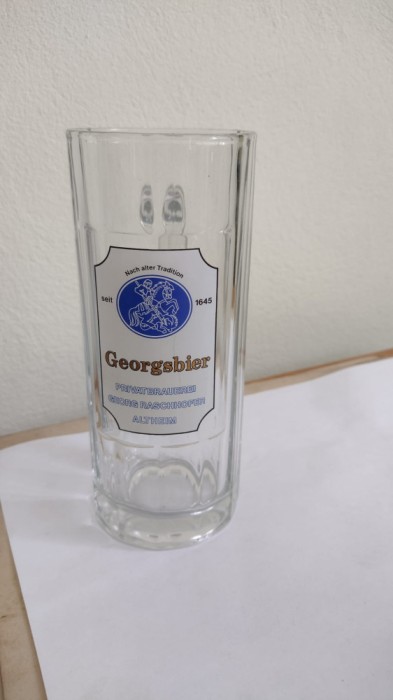 Nach alter Tradition
seit 1645
Georgsbier
PRIVATBRAUEREI
GEORG RASCHHOFER
ALTHEIM